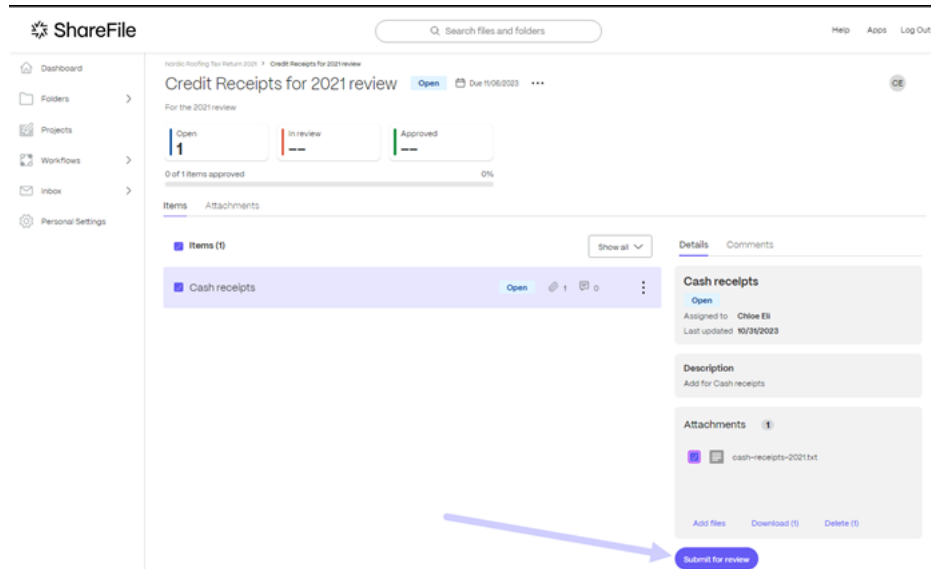 ShareFile
Search files and folders
Help Apps Log Out
Dashboard
Folders
Projects
Workflows
Inbox
Personal Settings
Nordic Roofing Tax Return 2021 > Credit Receipts for 2021 review
Credit Receipts for 2021 review Open Due 11/06/2023
CE
For the 2021 review
Open
1
In review
--
Approved
--
0 of 1 items approved 0%
Items Attachments
Items (1) Show all
Cash receipts Open 1 0
Details Comments
Cash receipts
Open
Assigned to Chloe Eli
Last updated 10/31/2023
Description
Add for Cash receipts
Attachments 1
cash-receipts-2021.txt
Add files Download (1) Delete (1)
Submit for review